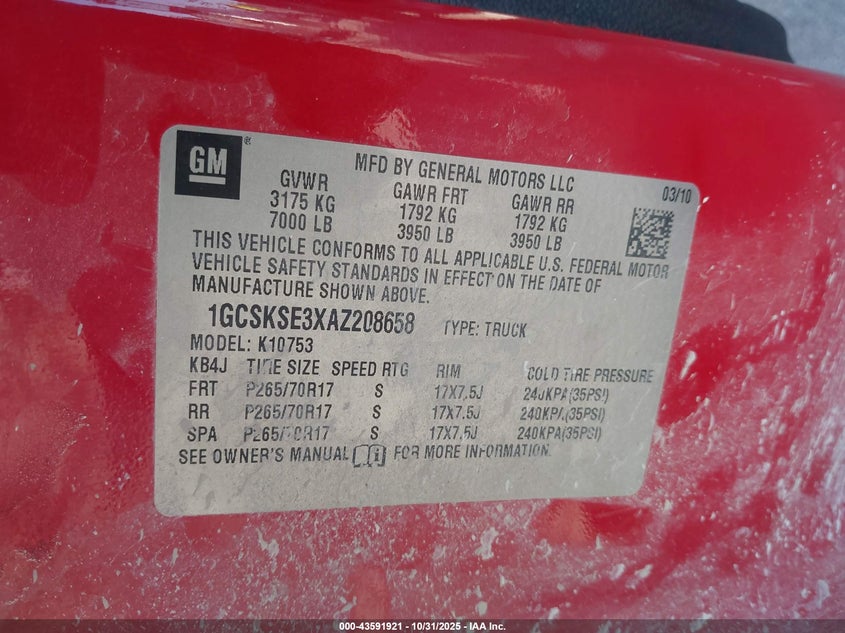 GM
MFD BY GENERAL MOTORS LLC
03/10
GVWR GAWR FRT GAWR RR
3175 KG 1792 KG 1792 KG
7000 LB 3950 LB 3950 LB
THIS VEHICLE CONFORMS TO ALL APPLICABLE U.S. FEDERAL MOTOR
VEHICLE SAFETY STANDARDS IN EFFECT ON THE DATE OF
MANUFACTURE SHOWN ABOVE.
1GCSKSE3XAZ208658 TYPE: TRUCK
MODEL: K10753
KB4J TIRE SIZE SPEED RTG RIM COLD TIRE PRESSURE
FRT P265/70R17 S 17X7.5J 240KPA(35PSI)
RR P265/70R17 S 17X7.5J 240KPA(35PSI)
SPA P265/70R17 S 17X7.5J 240KPA(35PSI)
SEE OWNER'S MANUAL FOR MORE INFORMATION.
000-43591921 - 10/31/2025 - IAA Inc.